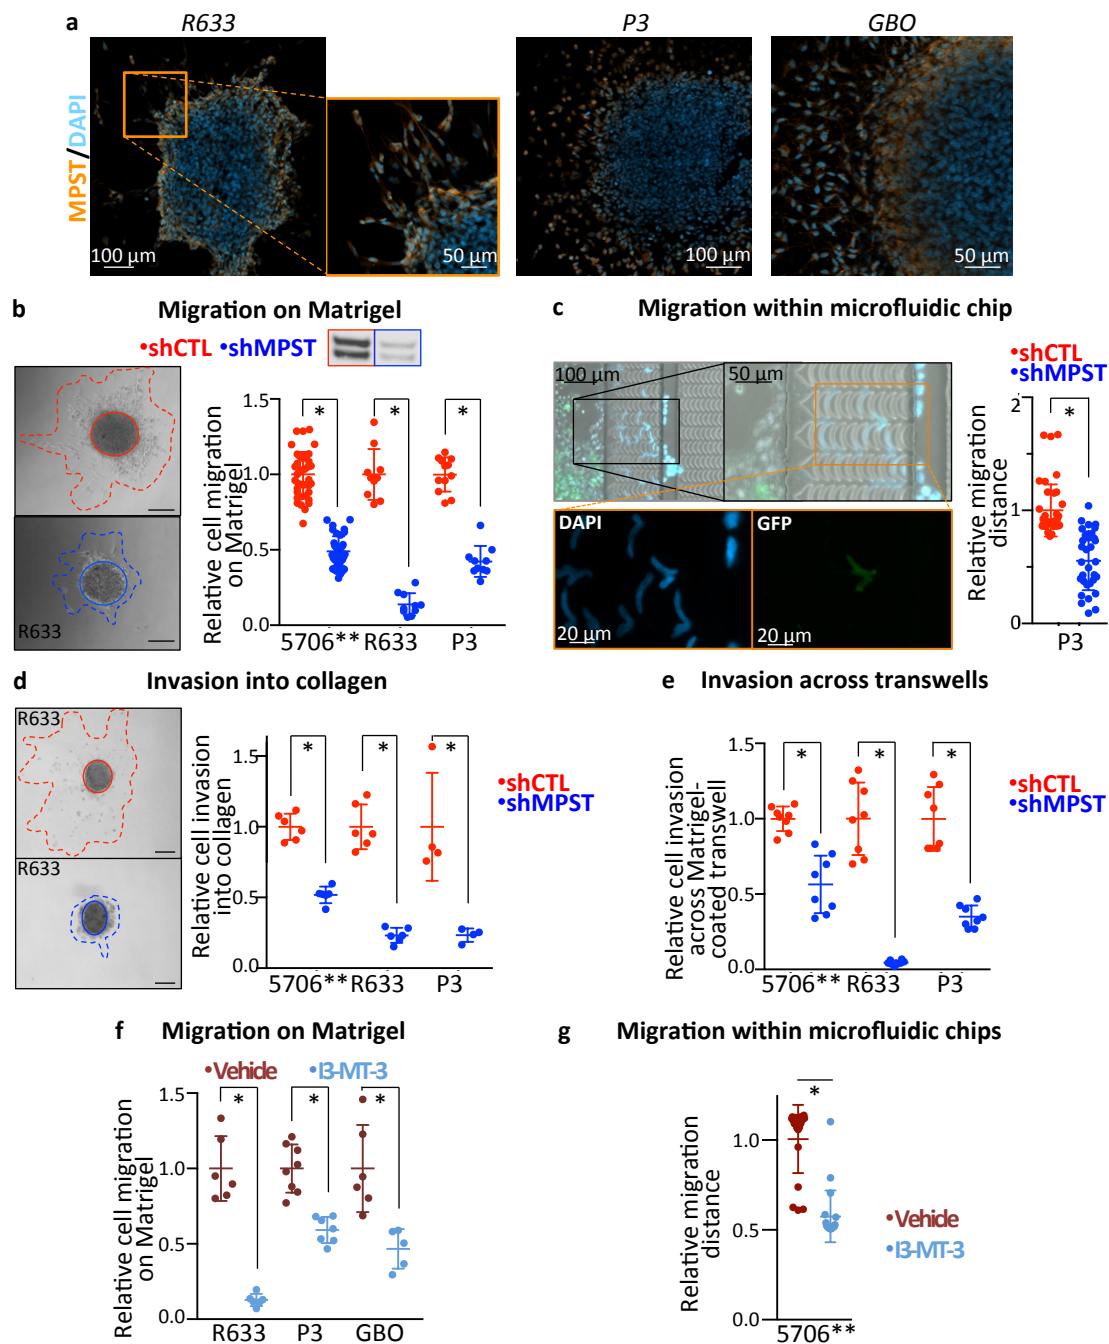 a
R633
P3
GBO
MPST/DAPI
100 µm
50 µm
100 µm
50 µm
b
Migration on Matrigel
•shCTL •shMPST
R633
Relative cell migration
on Matrigel
1.5
1.0
0.5
0.0
*
*
*
5706** R633 P3
c
Migration within microfluidic chip
100 µm
50 µm
DAPI
GFP
20 µm
20 µm
•shCTL
•shMPST
Relative migration
distance
2
1
0
*
P3
d
Invasion into collagen
R633
R633
Relative cell invasion
into collagen
1.5
1.0
0.5
0.0
*
*
*
5706** R633 P3
•shCTL
•shMPST
e
Invasion across transwells
Relative cell invasion
across Matrigel-
coated transwell
1.5
1.0
0.5
0.0
*
*
*
5706** R633 P3
•shCTL
•shMPST
f
Migration on Matrigel
•Vehicle •I3-MT-3
Relative cell migration
on Matrigel
1.5
1.0
0.5
0.0
*
*
*
R633 P3 GBO
g
Migration within microfluidic chips
Relative migration
distance
1.0
0.5
0
*
5706**
•Vehicle
•I3-MT-3